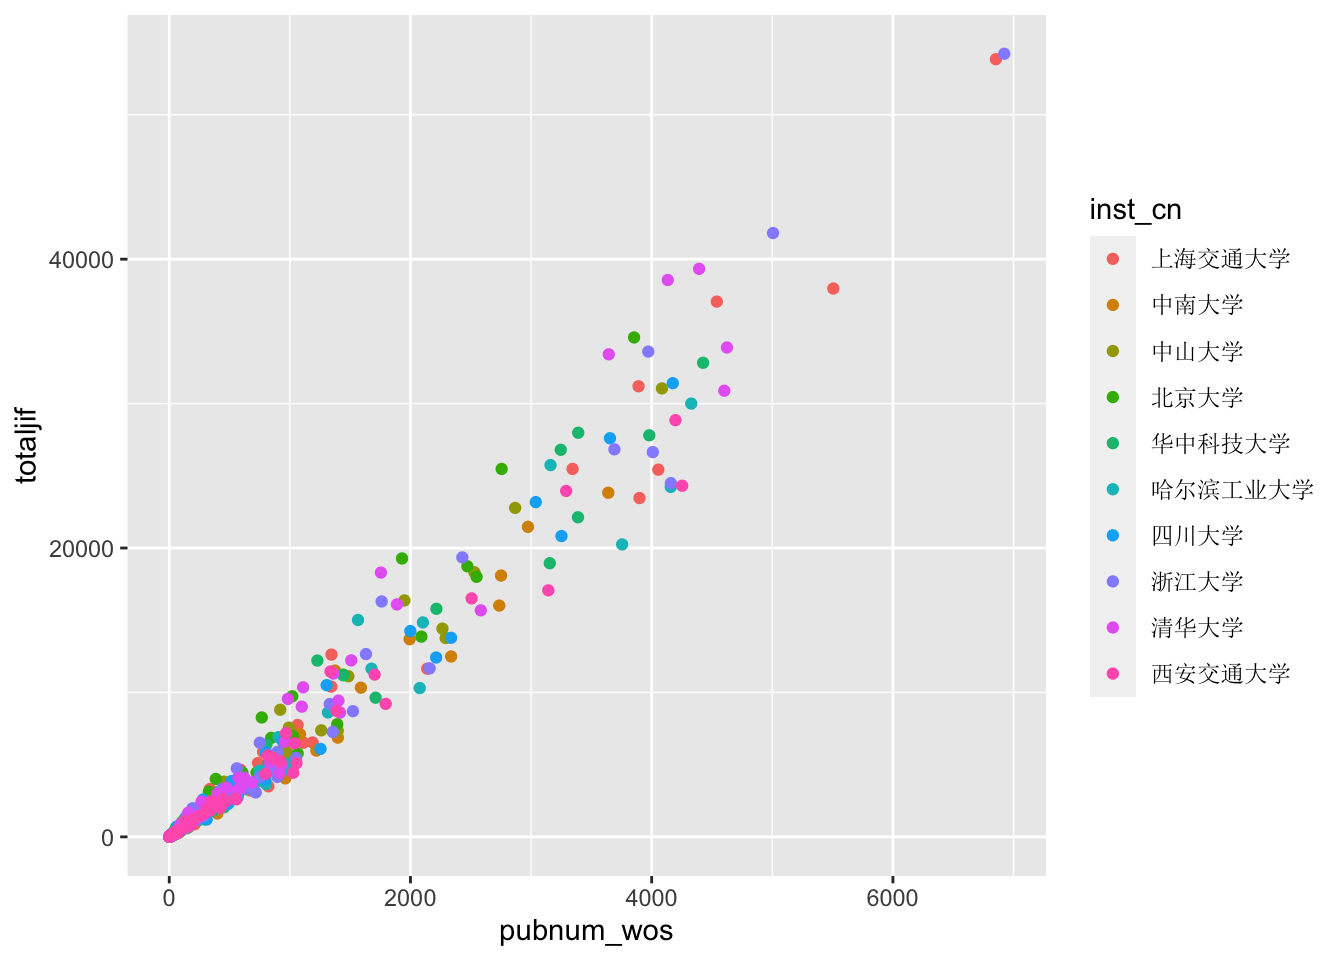 totaljif
40000
20000
0
0 2000 4000 6000
pubnum_wos
inst_cn
上海交通大学
中南大学
中山大学
北京大学
华中科技大学
哈尔滨工业大学
四川大学
浙江大学
清华大学
西安交通大学